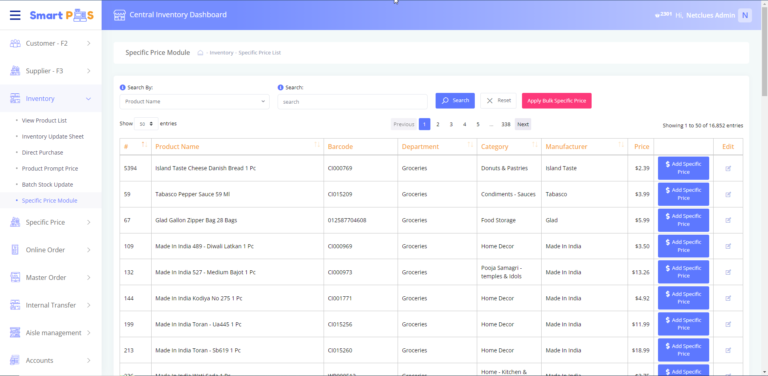 Smart POS
Central Inventory Dashboard
2391 Hi, Netclues Admin N
Customer - F2
Supplier - F3
Inventory
View Product List
Inventory Update Sheet
Direct Purchase
Product Prompt Price
Batch Stock Update
Specific Price Module
Specific Price
Online Order
Master Order
Internal Transfer
Aisle management
Accounts
Specific Price Module - Inventory - Specific Price List
Search By: Search:
Product Name search Search Reset Apply Bulk Specific Price
Show 50 entries Previous 1 2 3 4 5 ... 338 Next Showing 1 to 50 of 16,852 entries
# Product Name Barcode Department Category Manufacturer Price Edit
5394 Island Taste Cheese Danish Bread 1 Pc CI000769 Groceries Donuts & Pastries Island Taste $2.39 Add Specific Price
59 Tabasco Pepper Sauce 59 Ml CI015209 Groceries Condiments - Sauces Tabasco $3.99 Add Specific Price
67 Glad Gallon Zipper Bag 28 Bags 012587704608 Groceries Food Storage Glad $5.99 Add Specific Price
109 Made In India 489 - Diwali Latkan 1 Pc CI000969 Groceries Home Decor Made In India $3.50 Add Specific Price
132 Made In India 527 - Medium Bajot 1 Pc CI000973 Groceries Pooja Samagri - temples & idols Made In India $13.26 Add Specific Price
144 Made In India Kodiya No 275 1 Pc CI001771 Groceries Home Decor Made In India $4.92 Add Specific Price
199 Made In India Toran - Ua445 1 Pc CI015256 Groceries Home Decor Made In India $11.99 Add Specific Price
213 Made In India Toran - Sb619 1 Pc CI015260 Groceries Home Decor Made In India $18.99 Add Specific Price
Home - Kitchen & Add Specific